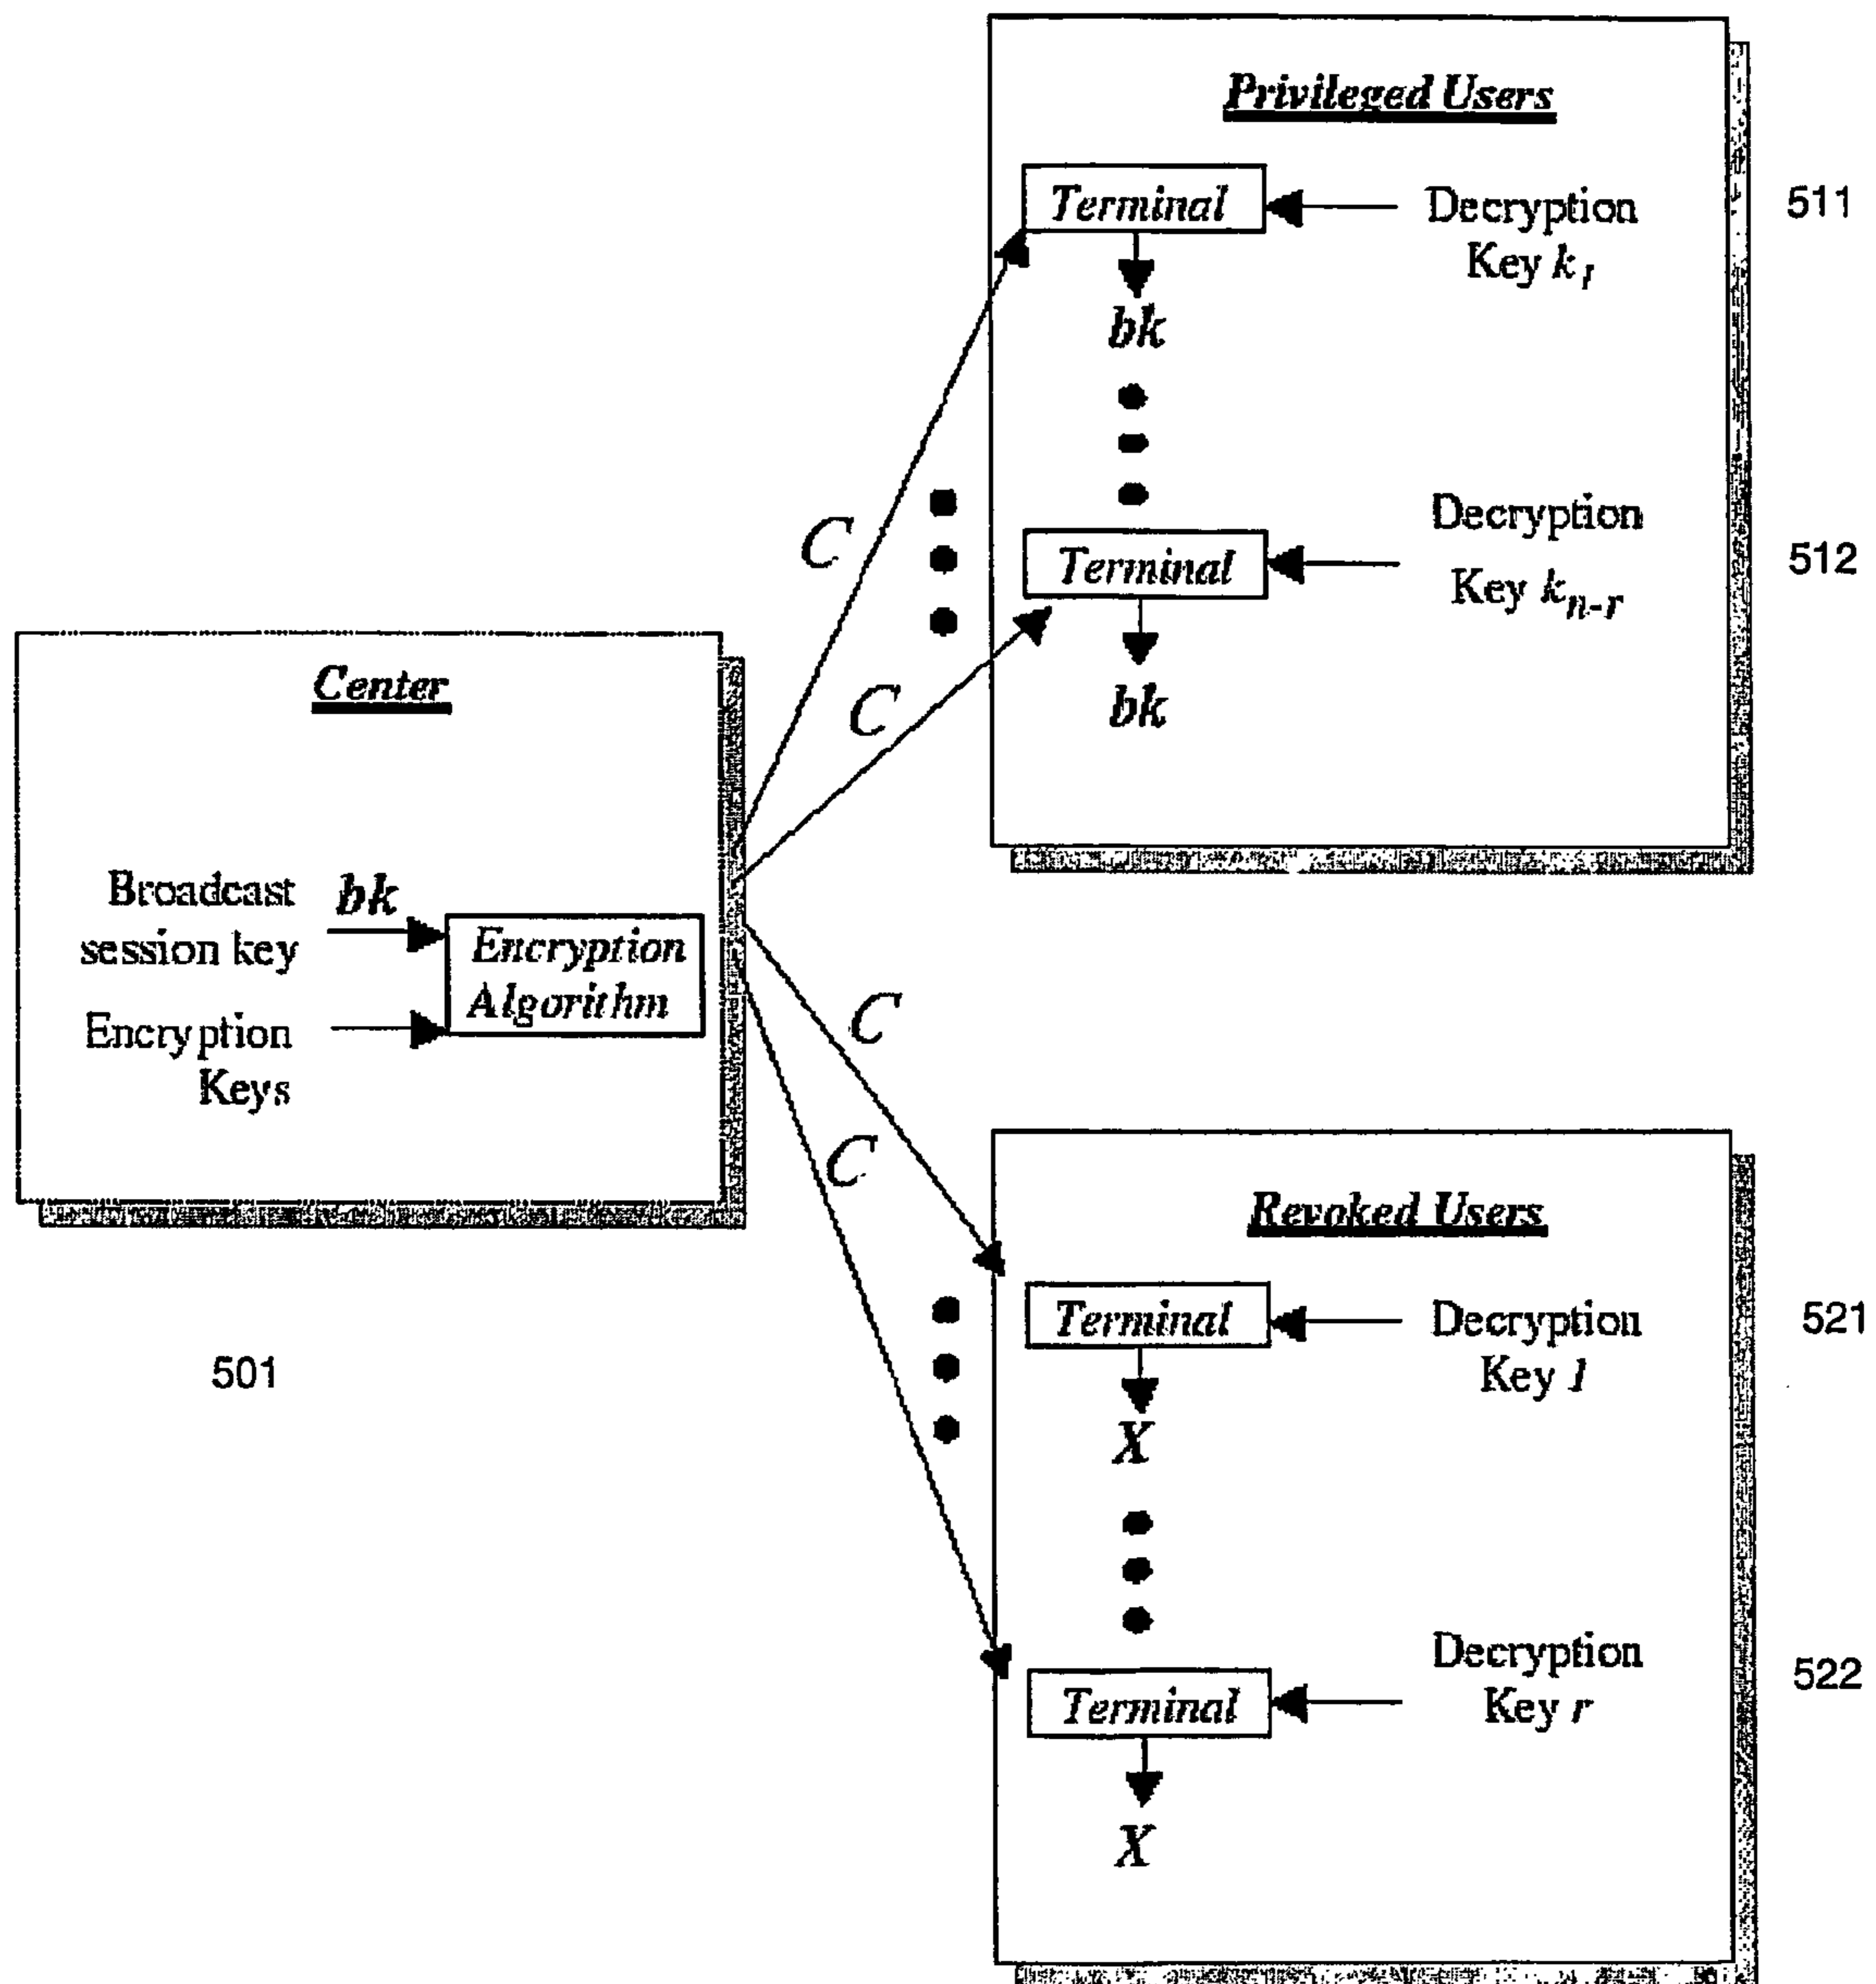 Privileged Users
Terminal
Decryption
Key k₁
511
bk
C
Terminal
Decryption
Key kₙ₋ᵣ
512
bk
C
Center
Broadcast
session key
bk
Encryption
Algorithm
Encryption
Keys
501
C
C
Revoked Users
Terminal
Decryption
Key 1
521
X
Terminal
Decryption
Key r
522
X